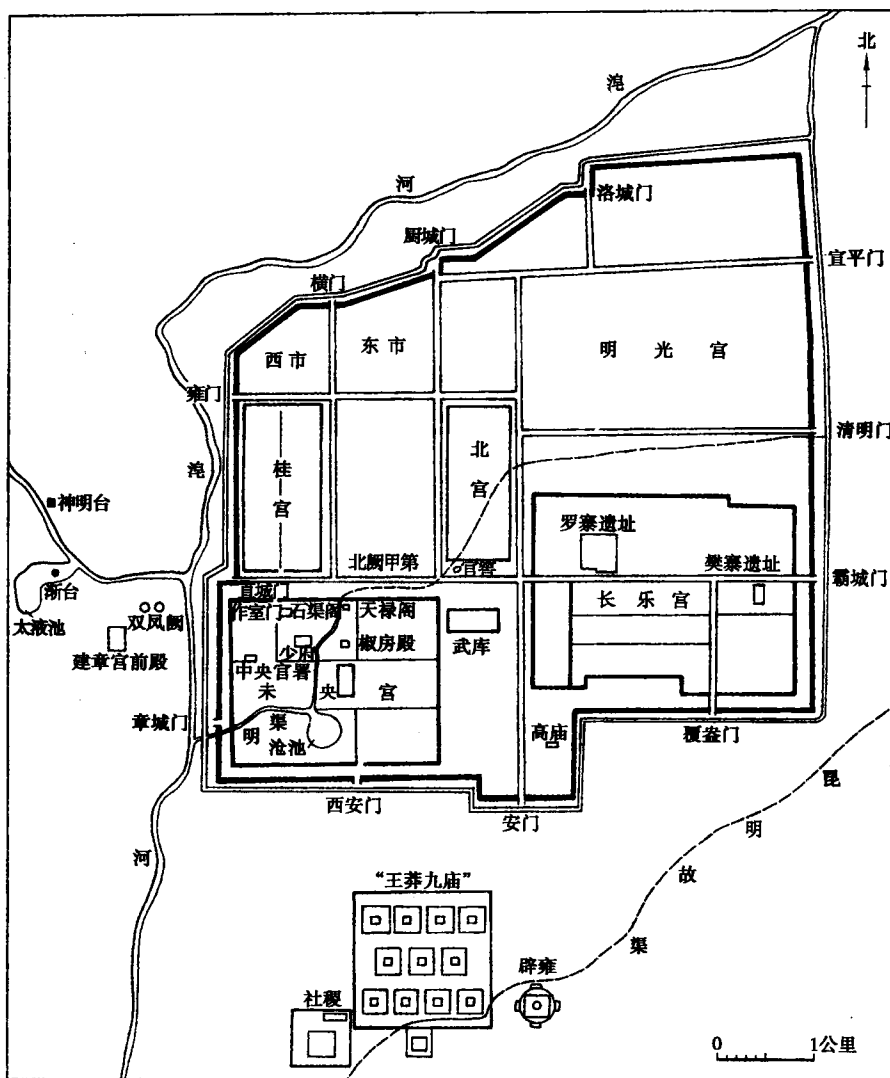 北
漕
河
洛城门
厨城门
宣平门
横门
西市
东市
明光宫
雍门
清明门
漕
桂宫
北宫
神明台
罗寨遗址
北阙甲第
官窖
樊寨遗址
渐台
直城门
霸城门
太液池
双凤阙
作室门
石渠阁
天禄阁
长乐宫
建章宫前殿
少府
椒房殿
武库
中央官署
未央宫
章城门
明渠
沧池
高庙
覆盎门
西安门
安门
昆明故渠
河
“王莽九庙”
辟雍
社稷
0 1公里